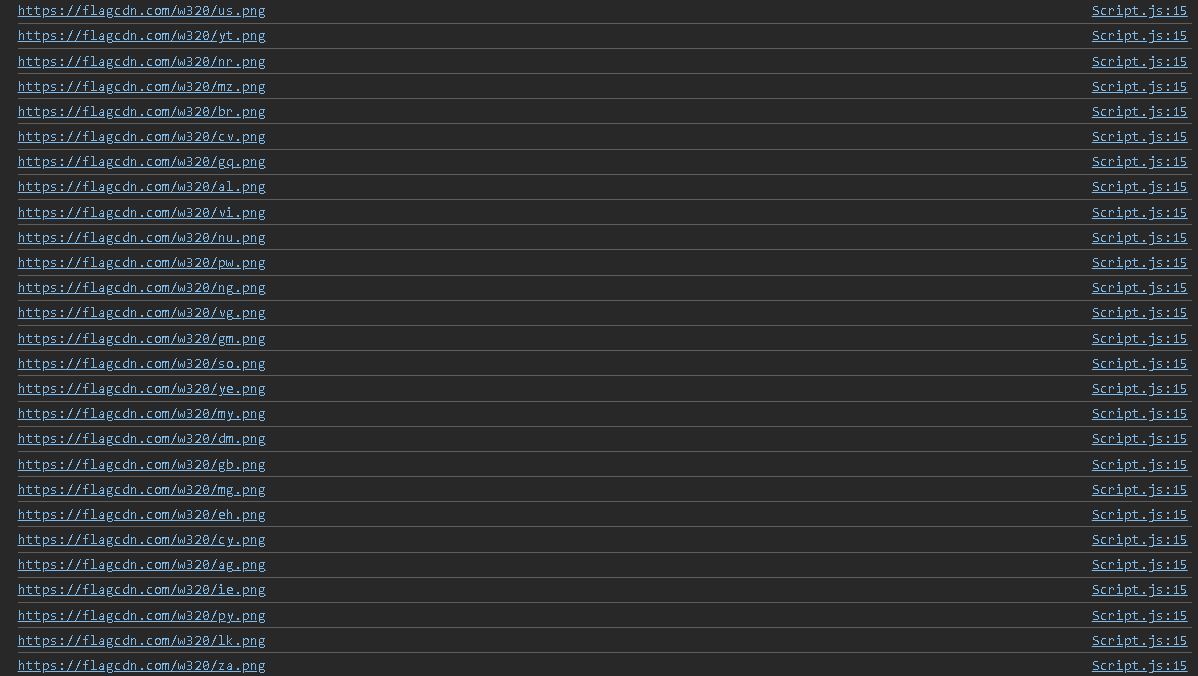 https://flagcdn.com/w320/us.png Script.js:15
https://flagcdn.com/w320/yt.png Script.js:15
https://flagcdn.com/w320/nr.png Script.js:15
https://flagcdn.com/w320/mz.png Script.js:15
https://flagcdn.com/w320/br.png Script.js:15
https://flagcdn.com/w320/cv.png Script.js:15
https://flagcdn.com/w320/gq.png Script.js:15
https://flagcdn.com/w320/al.png Script.js:15
https://flagcdn.com/w320/vi.png Script.js:15
https://flagcdn.com/w320/nu.png Script.js:15
https://flagcdn.com/w320/pw.png Script.js:15
https://flagcdn.com/w320/ng.png Script.js:15
https://flagcdn.com/w320/vg.png Script.js:15
https://flagcdn.com/w320/gm.png Script.js:15
https://flagcdn.com/w320/so.png Script.js:15
https://flagcdn.com/w320/ye.png Script.js:15
https://flagcdn.com/w320/my.png Script.js:15
https://flagcdn.com/w320/dm.png Script.js:15
https://flagcdn.com/w320/gb.png Script.js:15
https://flagcdn.com/w320/mg.png Script.js:15
https://flagcdn.com/w320/eh.png Script.js:15
https://flagcdn.com/w320/cy.png Script.js:15
https://flagcdn.com/w320/ag.png Script.js:15
https://flagcdn.com/w320/ie.png Script.js:15
https://flagcdn.com/w320/py.png Script.js:15
https://flagcdn.com/w320/lk.png Script.js:15
https://flagcdn.com/w320/za.png Script.js:15